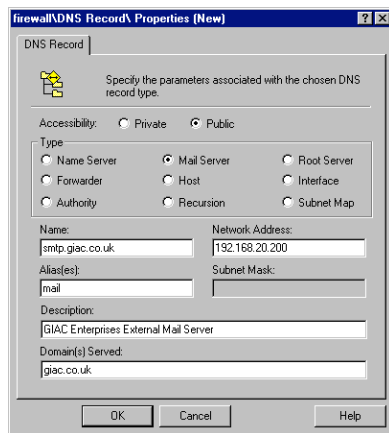 firewall\DNS Record\ Properties (New)
DNS Record
Specify the parameters associated with the chosen DNS
record type.
Accessibility: Private Public
Type
Name Server Mail Server Root Server
Forwarder Host Interface
Authority Recursion Subnet Map
Name: Network Address:
smtp.giac.co.uk 192.168.20.200
Alias(es): Subnet Mask:
mail
Description:
GIAC Enterprises External Mail Server
Domain(s) Served:
giac.co.uk
OK Cancel Help